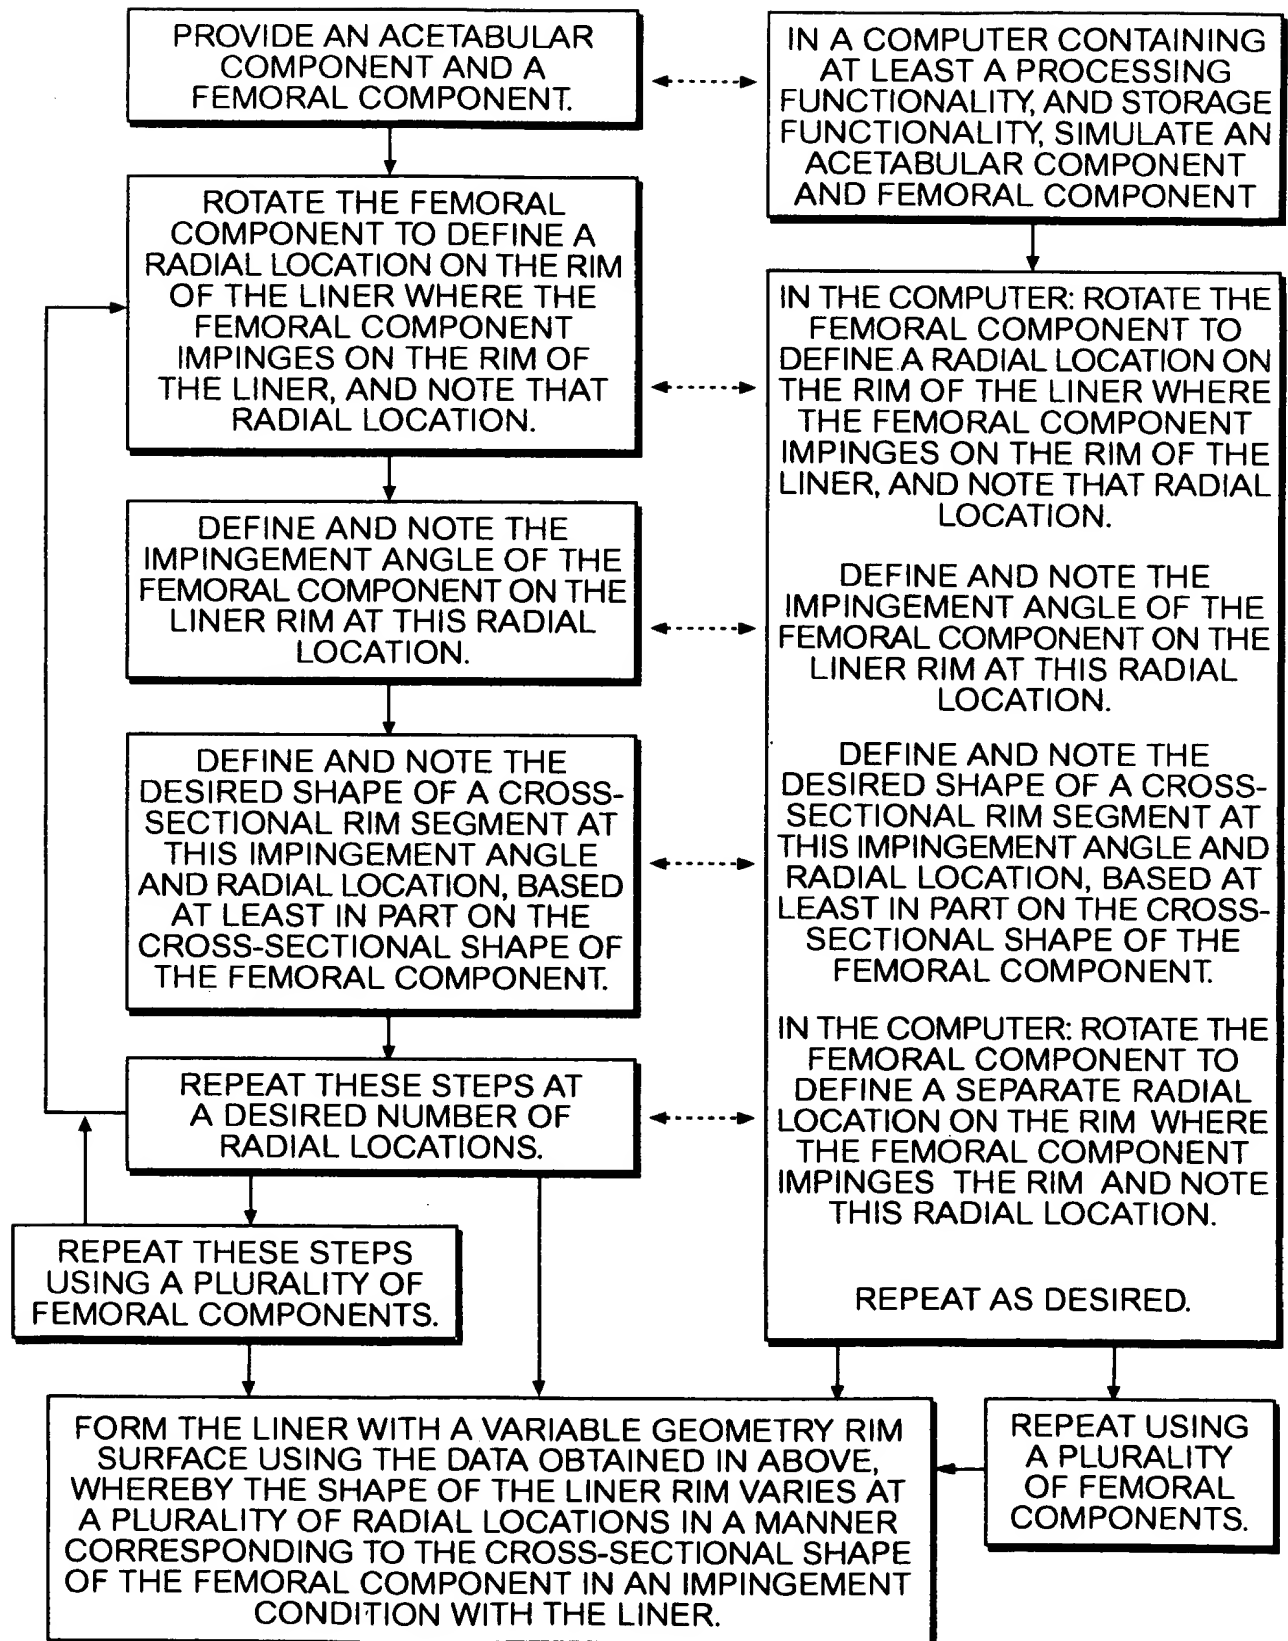 PROVIDE AN ACETABULAR
COMPONENT AND A
FEMORAL COMPONENT.
ROTATE THE FEMORAL
COMPONENT TO DEFINE A
RADIAL LOCATION ON THE RIM
OF THE LINER WHERE THE
FEMORAL COMPONENT
IMPINGES ON THE RIM OF
THE LINER, AND NOTE THAT
RADIAL LOCATION.
DEFINE AND NOTE THE
IMPINGEMENT ANGLE OF THE
FEMORAL COMPONENT ON THE
LINER RIM AT THIS RADIAL
LOCATION.
DEFINE AND NOTE THE
DESIRED SHAPE OF A CROSS-
SECTIONAL RIM SEGMENT AT
THIS IMPINGEMENT ANGLE
AND RADIAL LOCATION, BASED
AT LEAST IN PART ON THE
CROSS-SECTIONAL SHAPE OF
THE FEMORAL COMPONENT.
REPEAT THESE STEPS AT
A DESIRED NUMBER OF
RADIAL LOCATIONS.
REPEAT THESE STEPS
USING A PLURALITY OF
FEMORAL COMPONENTS.
IN A COMPUTER CONTAINING
AT LEAST A PROCESSING
FUNCTIONALITY, AND STORAGE
FUNCTIONALITY, SIMULATE AN
ACETABULAR COMPONENT
AND FEMORAL COMPONENT
IN THE COMPUTER: ROTATE THE
FEMORAL COMPONENT TO
DEFINE A RADIAL LOCATION ON
THE RIM OF THE LINER WHERE
THE FEMORAL COMPONENT
IMPINGES ON THE RIM OF THE
LINER, AND NOTE THAT RADIAL
LOCATION.
DEFINE AND NOTE THE
IMPINGEMENT ANGLE OF THE
FEMORAL COMPONENT ON THE
LINER RIM AT THIS RADIAL
LOCATION.
DEFINE AND NOTE THE
DESIRED SHAPE OF A CROSS-
SECTIONAL RIM SEGMENT AT
THIS IMPINGEMENT ANGLE AND
RADIAL LOCATION, BASED AT
LEAST IN PART ON THE CROSS-
SECTIONAL SHAPE OF THE
FEMORAL COMPONENT.
IN THE COMPUTER: ROTATE THE
FEMORAL COMPONENT TO
DEFINE A SEPARATE RADIAL
LOCATION ON THE RIM WHERE
THE FEMORAL COMPONENT
IMPINGES THE RIM AND NOTE
THIS RADIAL LOCATION.
REPEAT AS DESIRED.
FORM THE LINER WITH A VARIABLE GEOMETRY RIM
SURFACE USING THE DATA OBTAINED IN ABOVE,
WHEREBY THE SHAPE OF THE LINER RIM VARIES AT
A PLURALITY OF RADIAL LOCATIONS IN A MANNER
CORRESPONDING TO THE CROSS-SECTIONAL SHAPE
OF THE FEMORAL COMPONENT IN AN IMPINGEMENT
CONDITION WITH THE LINER.
REPEAT USING
A PLURALITY
OF FEMORAL
COMPONENTS.